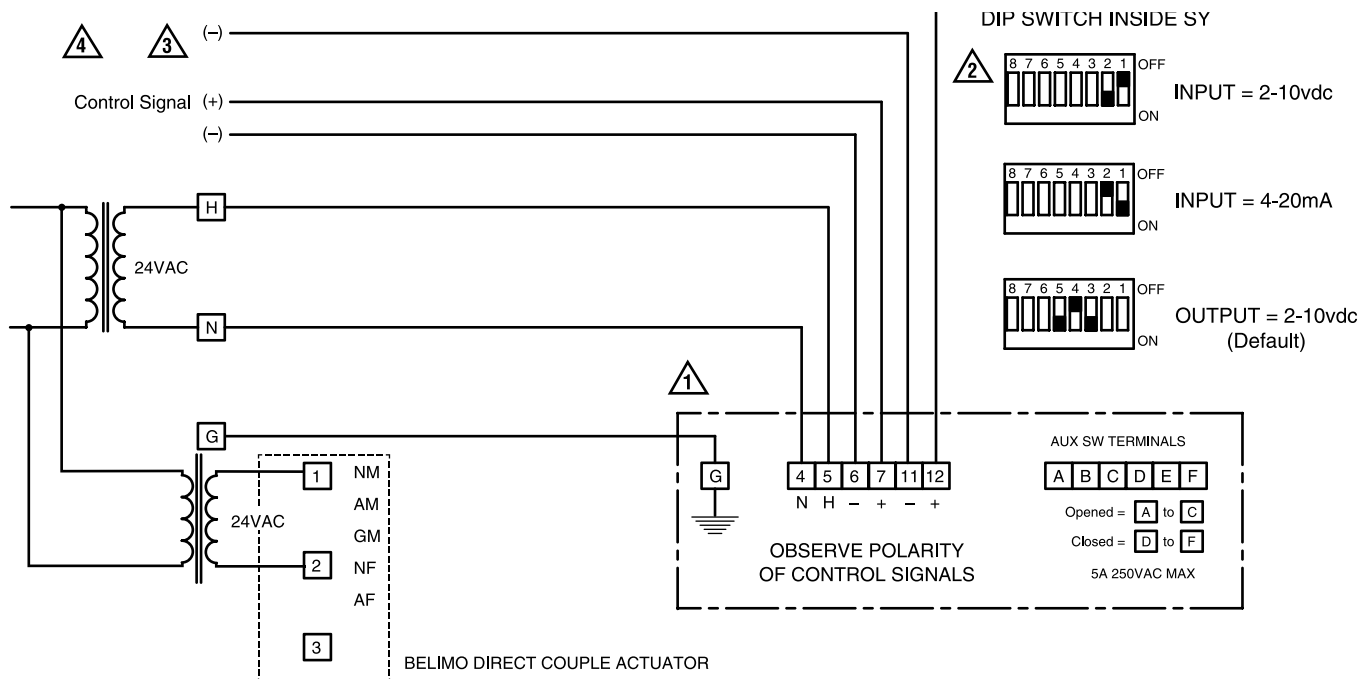 DIP SWITCH INSIDE SY
4 3 (–)
2
8 7 6 5 4 3 2 1 OFF
INPUT = 2-10vdc
ON
Control Signal (+)
(–)
8 7 6 5 4 3 2 1 OFF
INPUT = 4-20mA
ON
H
24VAC
N
8 7 6 5 4 3 2 1 OFF
OUTPUT = 2-10vdc
(Default)
ON
1
G
AUX SW TERMINALS
G
4 5 6 7 11 12
N H – + – +
A B C D E F
Opened = A to C
Closed = D to F
5A 250VAC MAX
OBSERVE POLARITY
OF CONTROL SIGNALS
24VAC
1 NM
AM
GM
2 NF
AF
3
BELIMO DIRECT COUPLE ACTUATOR